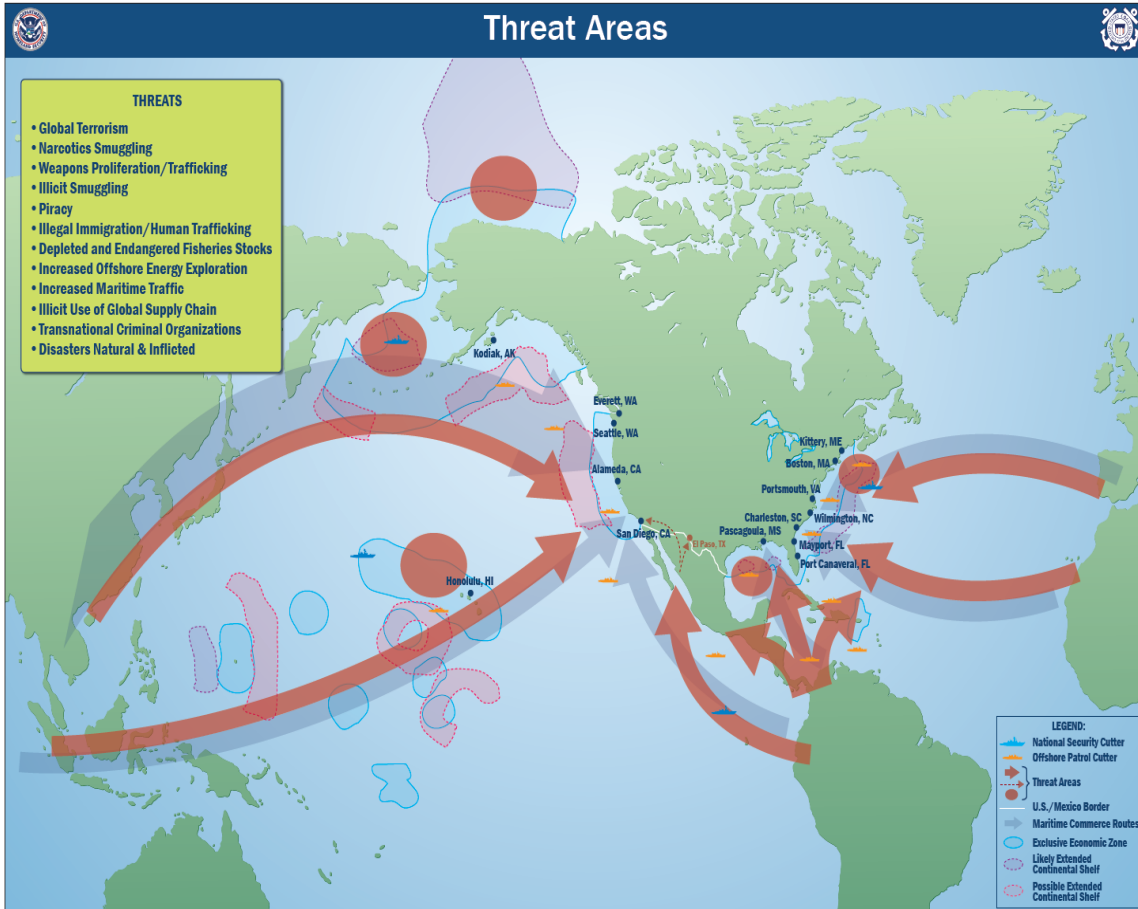 Threat Areas
THREATS
• Global Terrorism
• Narcotics Smuggling
• Weapons Proliferation/Trafficking
• Illicit Smuggling
• Piracy
• Illegal Immigration/Human Trafficking
• Depleted and Endangered Fisheries Stocks
• Increased Offshore Energy Exploration
• Increased Maritime Traffic
• Illicit Use of Global Supply Chain
• Transnational Criminal Organizations
• Disasters Natural & Inflicted
Kodiak, AK
Everett, WA
Seattle, WA
Alameda, CA
San Diego, CA
El Paso, TX
Kittery, ME
Boston, MA
Portsmouth, VA
Wilmington, NC
Charleston, SC
Pascagoula, MS
Mayport, FL
Port Canaveral, FL
Honolulu, HI
LEGEND:
National Security Cutter
Offshore Patrol Cutter
Threat Areas
U.S./Mexico Border
Maritime Commerce Routes
Exclusive Economic Zone
Likely Extended
Continental Shelf
Possible Extended
Continental Shelf